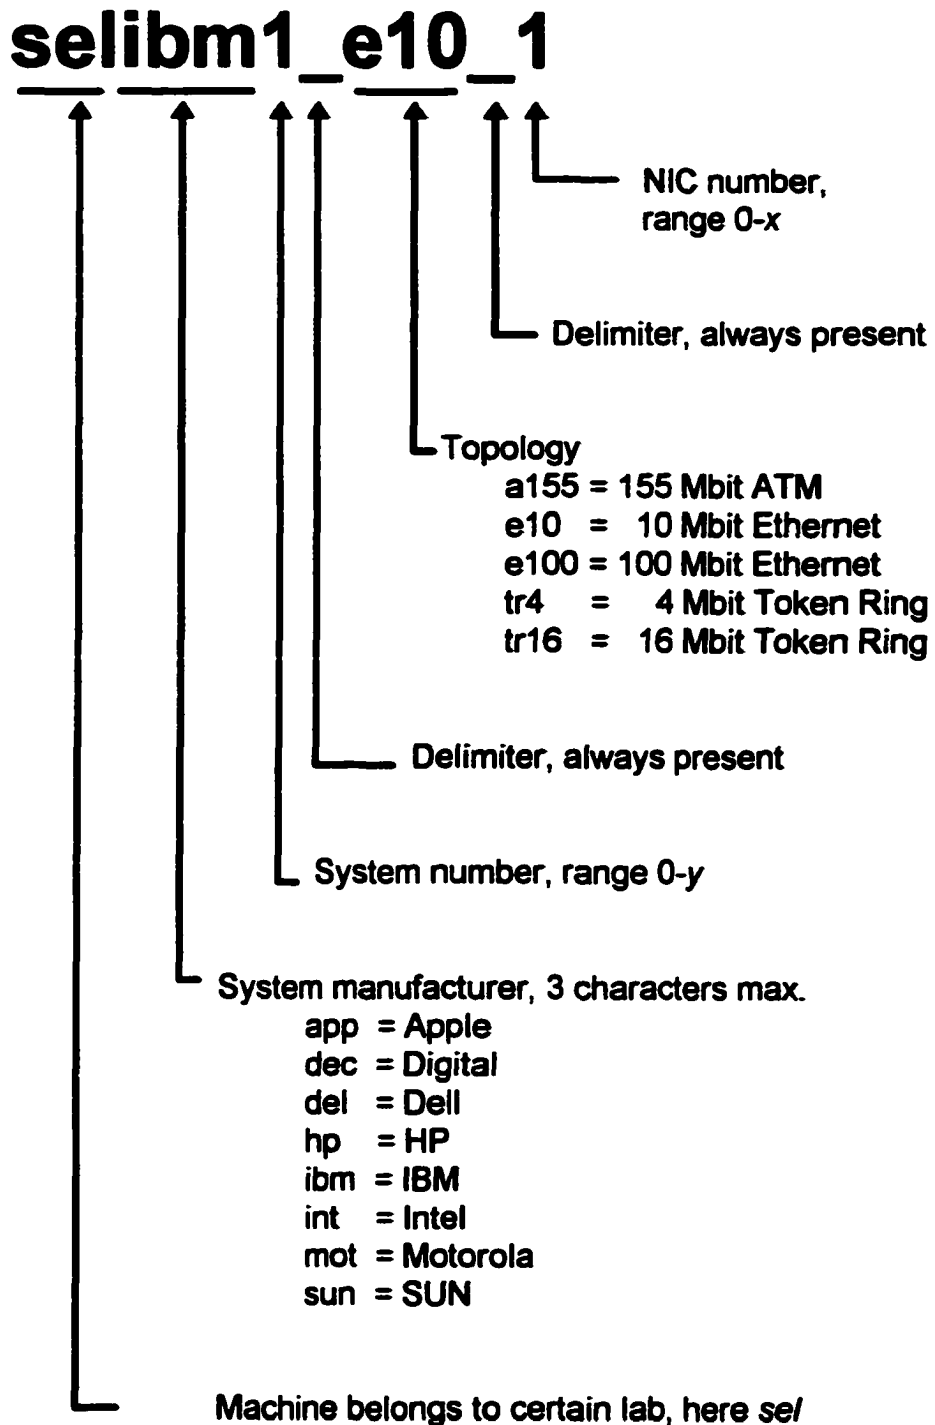 selibm1_e10_1
NIC number,
range 0-x
Delimiter, always present
Topology
a155 = 155 Mbit ATM
e10 = 10 Mbit Ethernet
e100 = 100 Mbit Ethernet
tr4 = 4 Mbit Token Ring
tr16 = 16 Mbit Token Ring
Delimiter, always present
System number, range 0-y
System manufacturer, 3 characters max.
app = Apple
dec = Digital
del = Dell
hp = HP
ibm = IBM
int = Intel
mot = Motorola
sun = SUN
Machine belongs to certain lab, here sel